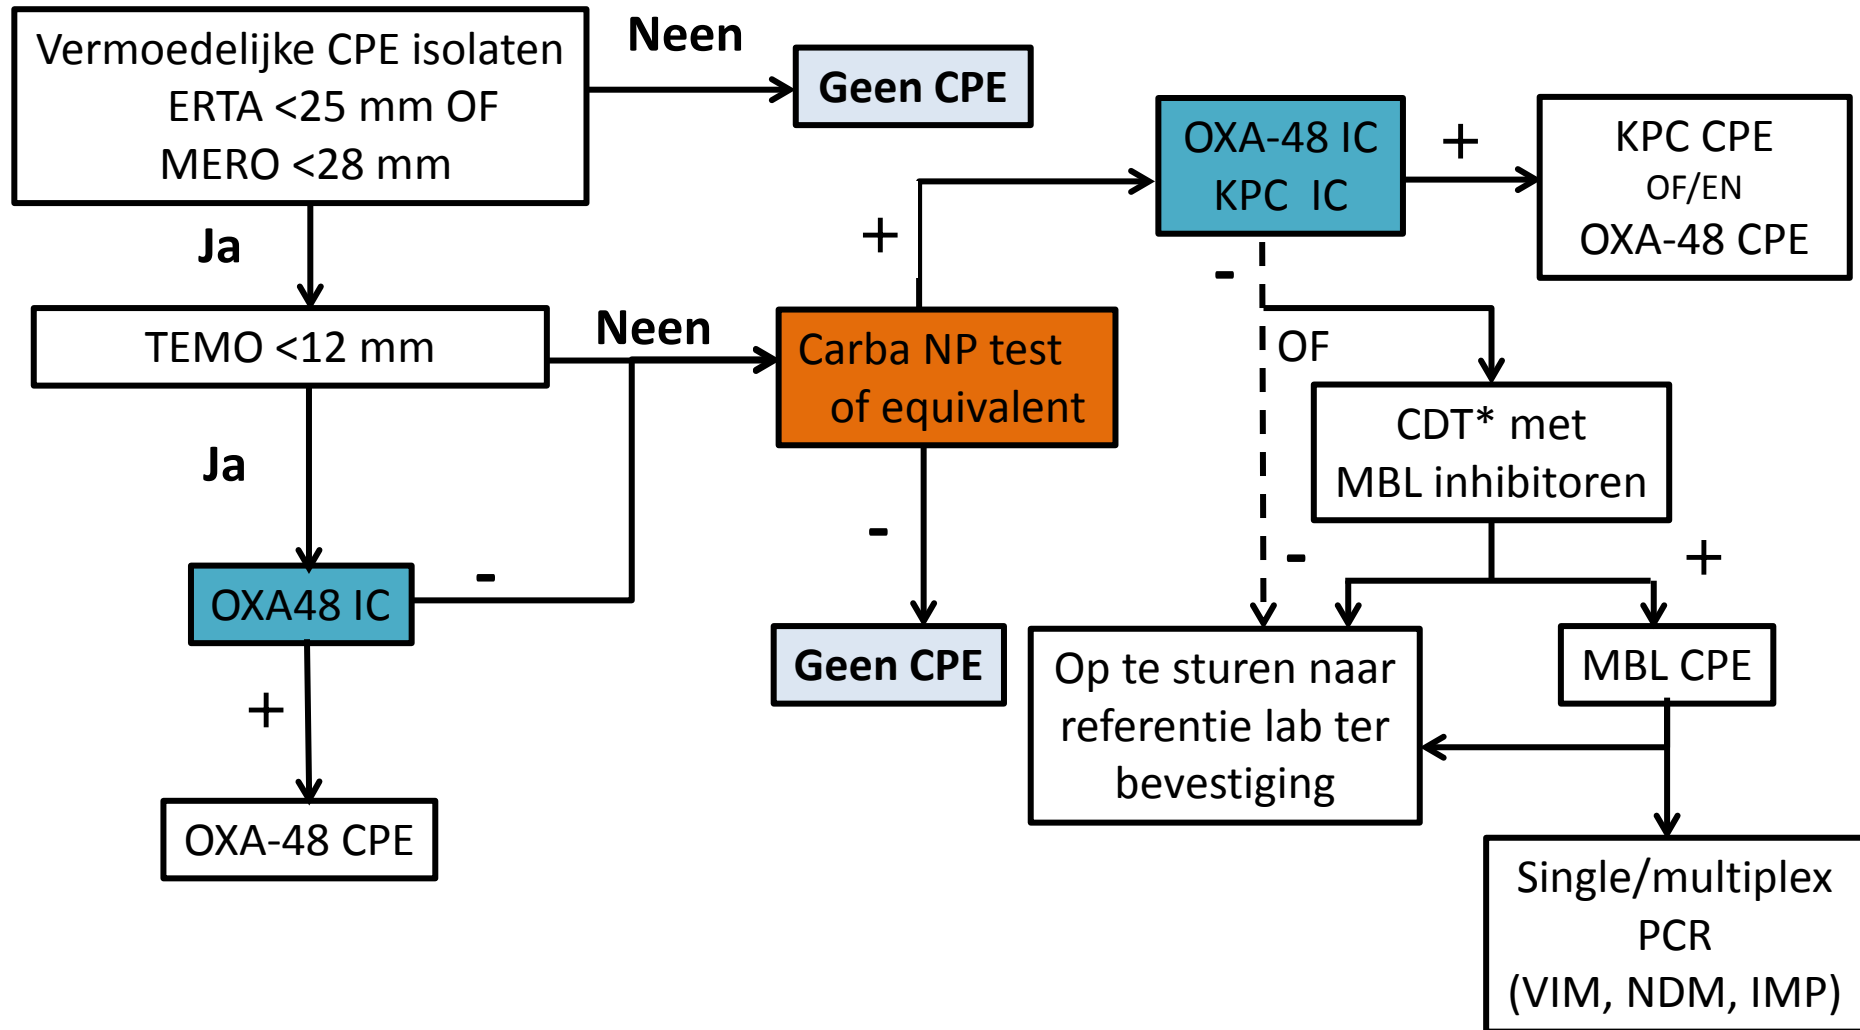 Vermoedelijke CPE isolaten
ERTA <25 mm OF
MERO <28 mm
Neen
Geen CPE
Ja
TEMO <12 mm
Neen
Ja
OXA48 IC
-
+
OXA-48 CPE
Carba NP test
of equivalent
+
-
Geen CPE
OXA-48 IC
KPC IC
+
KPC CPE
OF/EN
OXA-48 CPE
-
OF
CDT* met
MBL inhibitoren
-
+
Op te sturen naar
referentie lab ter
bevestiging
MBL CPE
Single/multiplex
PCR
(VIM, NDM, IMP)